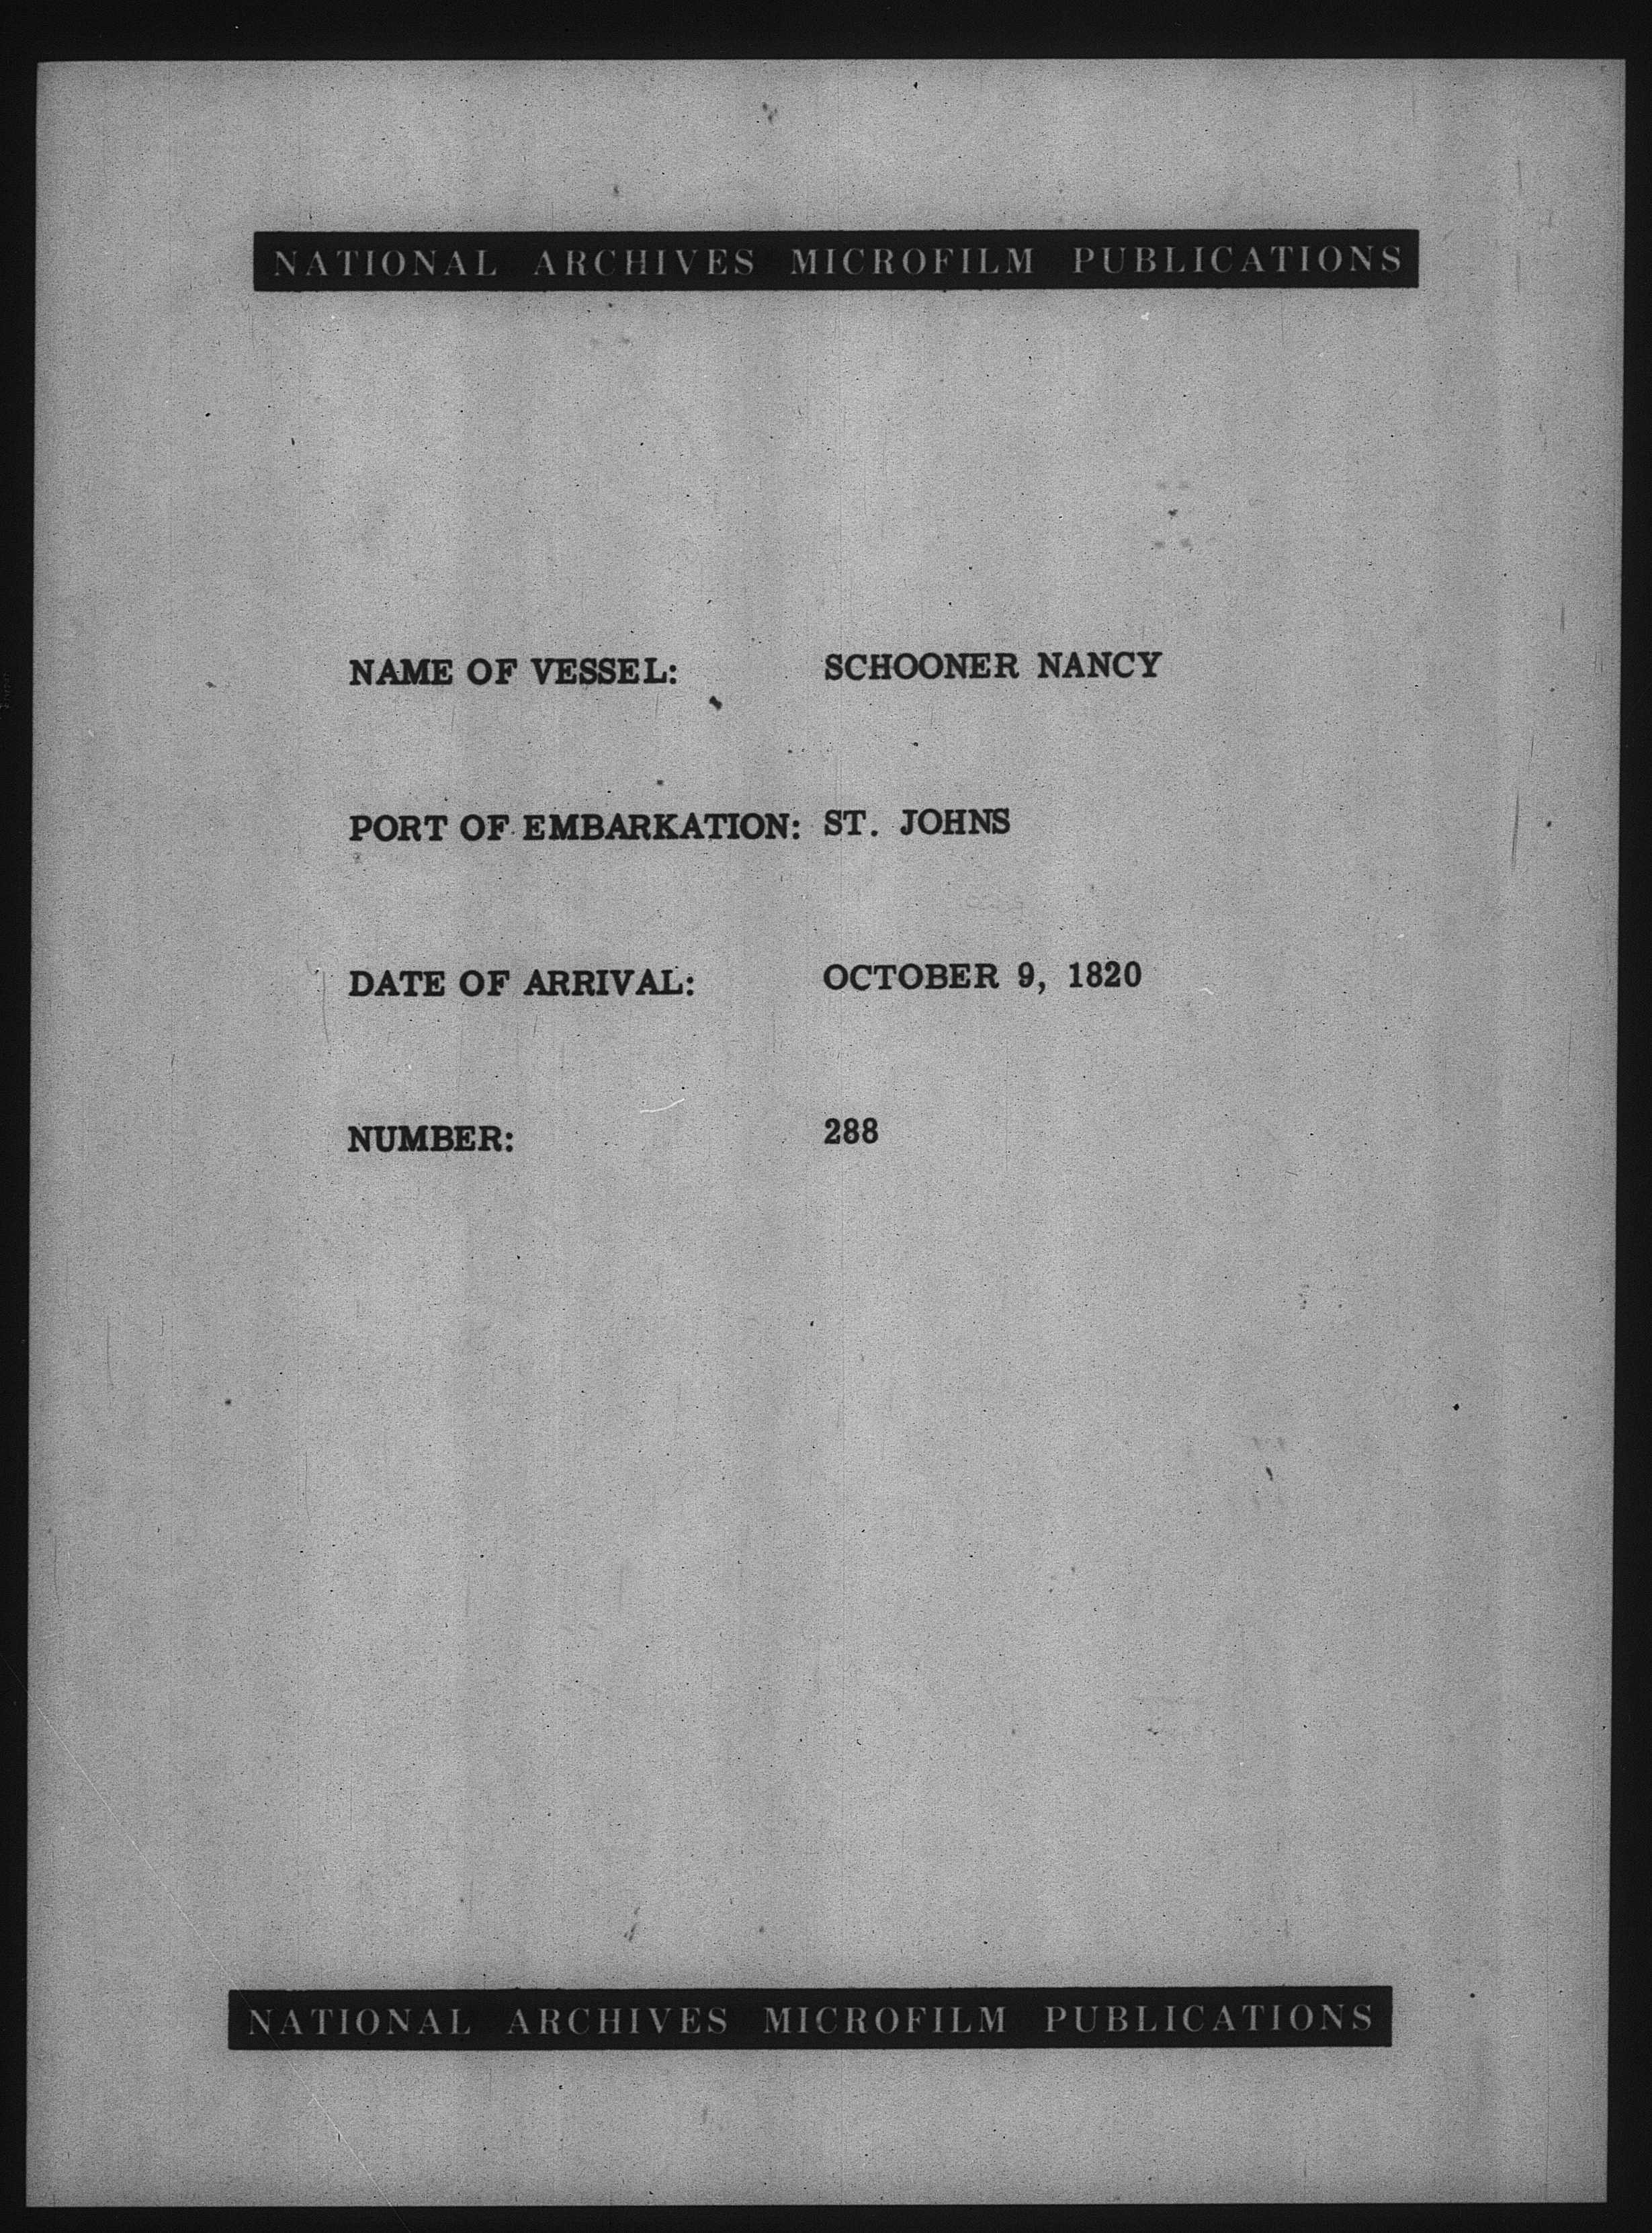 NATIONAL ARCHIVES MICROFILM PUBLICATIONS
NAME OF VESSEL: SCHOONER NANCY
PORT OF EMBARKATION: ST. JOHNS
DATE OF ARRIVAL: OCTOBER 9, 1820
NUMBER: 288
NATIONAL ARCHIVES MICROFILM PUBLICATIONS